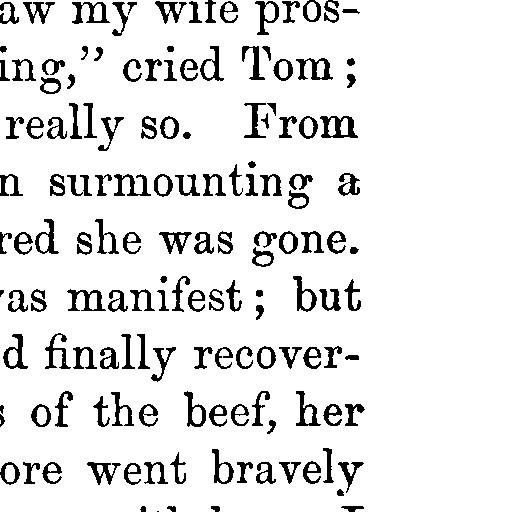 aw my wife pros-
ing," cried Tom;
really so. From
n surmounting a
red she was gone.
as manifest; but
d finally recover-
s of the beef, her
ore went bravely